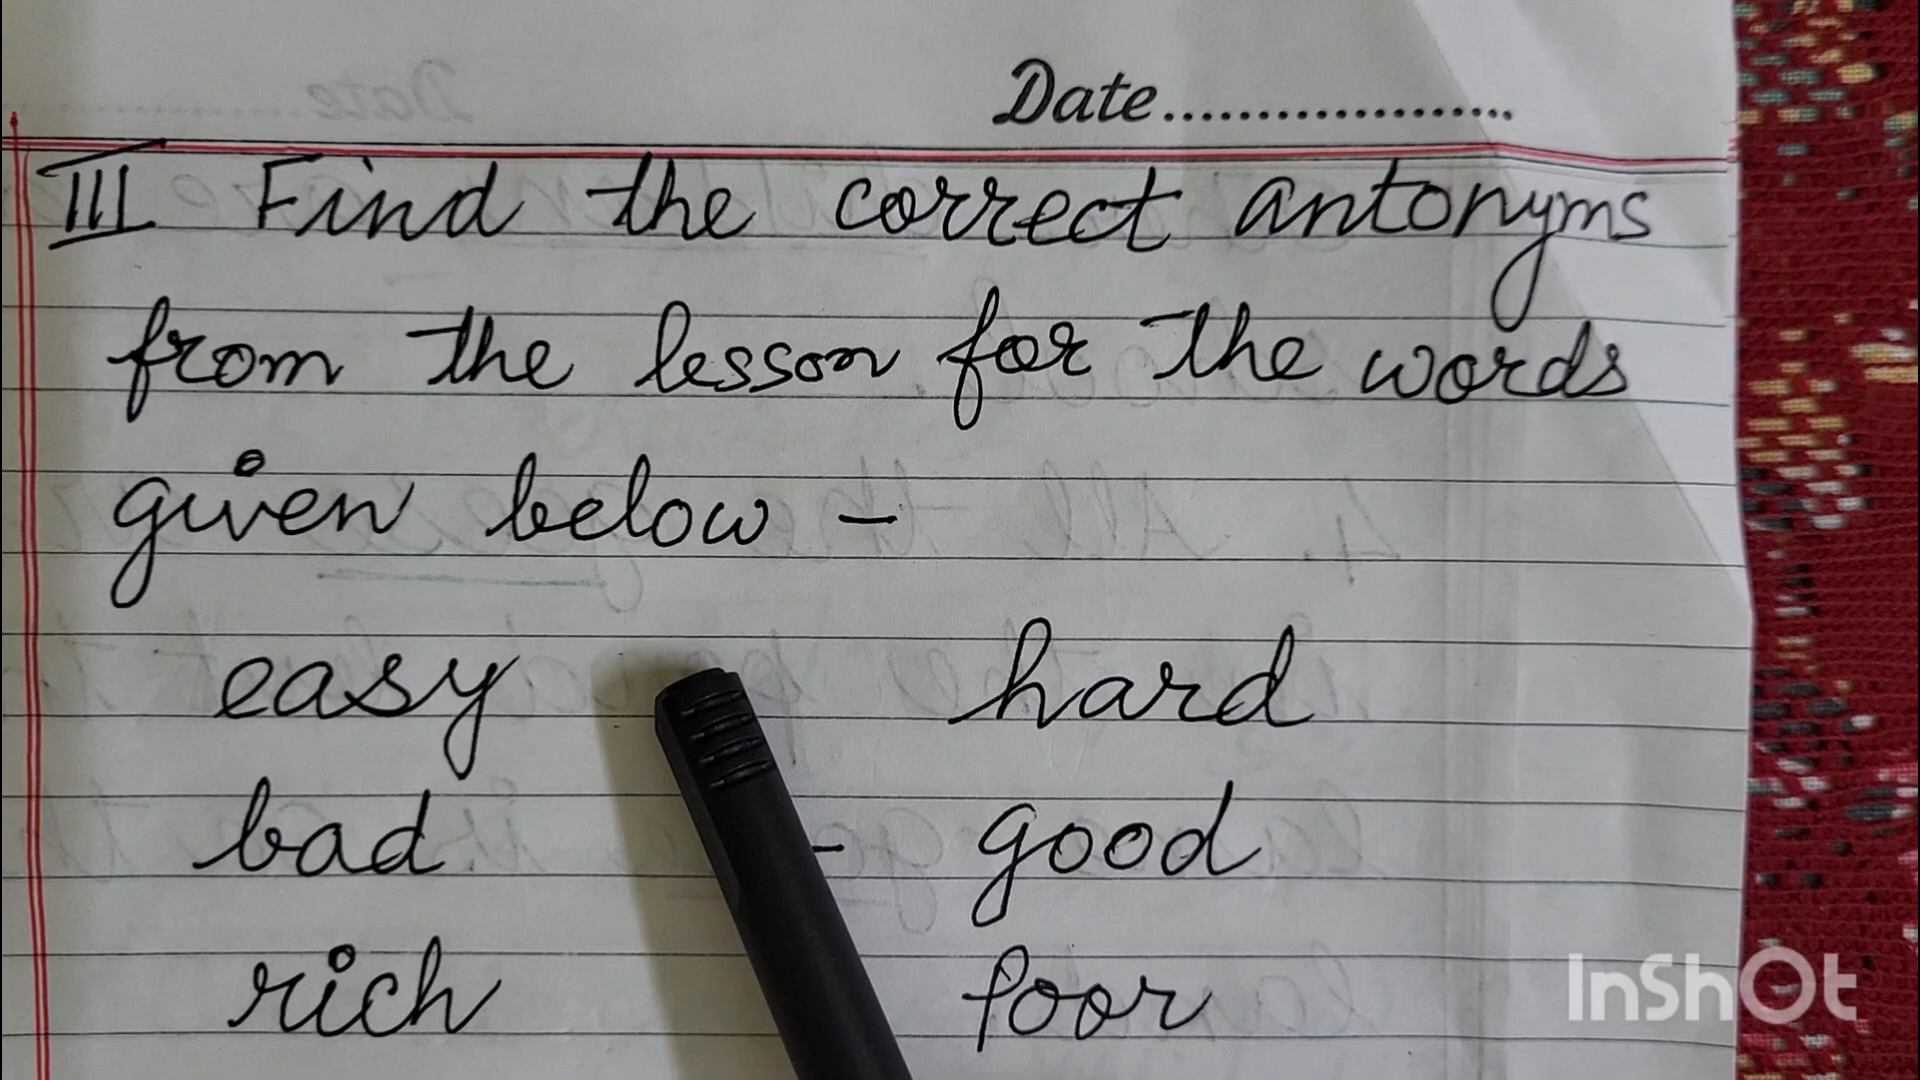 Date....................
III Find the correct antonyms
from the lesson for the words
given below -
easy hard
bad - good
rich poor
InShOt